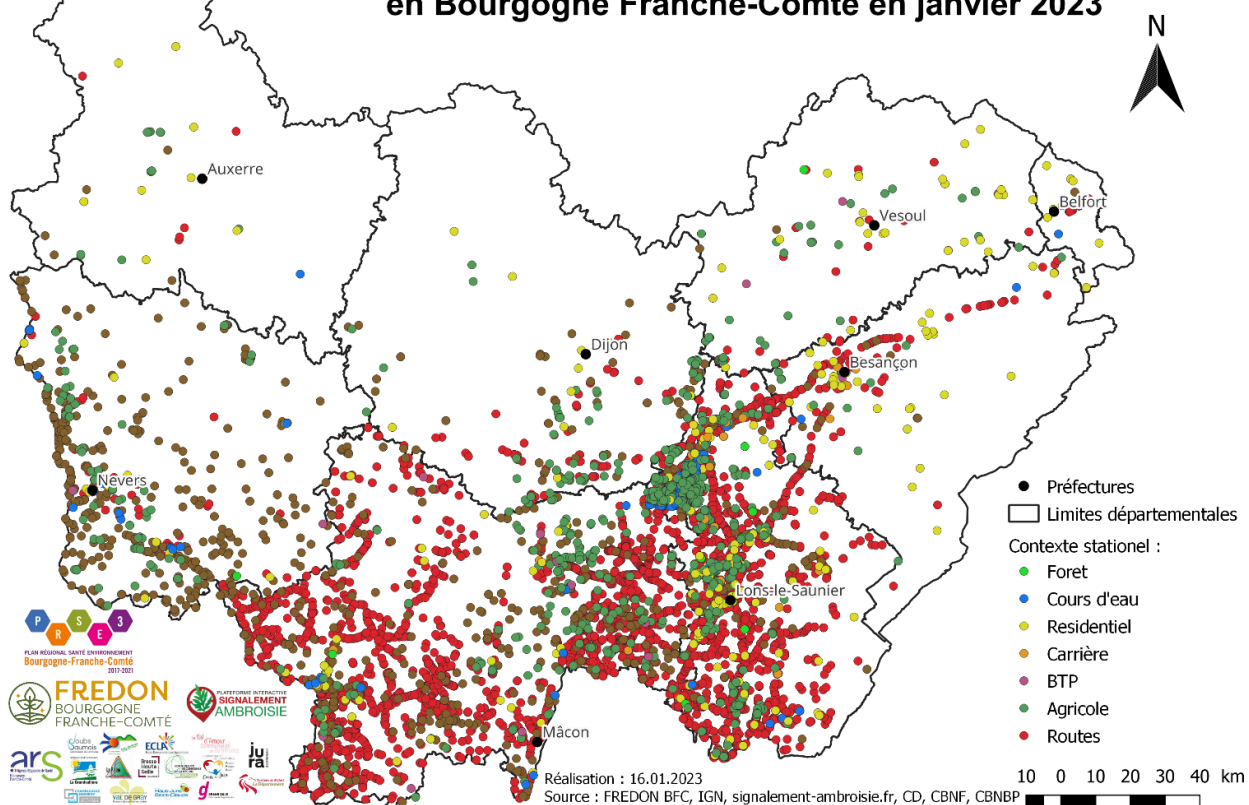 en Bourgogne Franche-Comté en janvier 2023
N
Auxerre
Vesoul
Belfort
Dijon
Besançon
Nevers
Lons-le-Saunier
Mâcon
Préfectures
Limites départementales
Contexte stationel :
Foret
Cours d'eau
Residentiel
Carrière
BTP
Agricole
Routes
P R S E 3
PLAN RÉGIONAL SANTÉ ENVIRONNEMENT
Bourgogne-Franche-Comté
2017-2021
FREDON
BOURGOGNE
FRANCHE-COMTÉ
PLATEFORME INTERACTIVE
SIGNALEMENT
AMBROISIE
ars
ECLA
jura
Réalisation : 16.01.2023
Source : FREDON BFC, IGN, signalement-ambroisie.fr, CD, CBNF, CBNBP
10 0 10 20 30 40 km